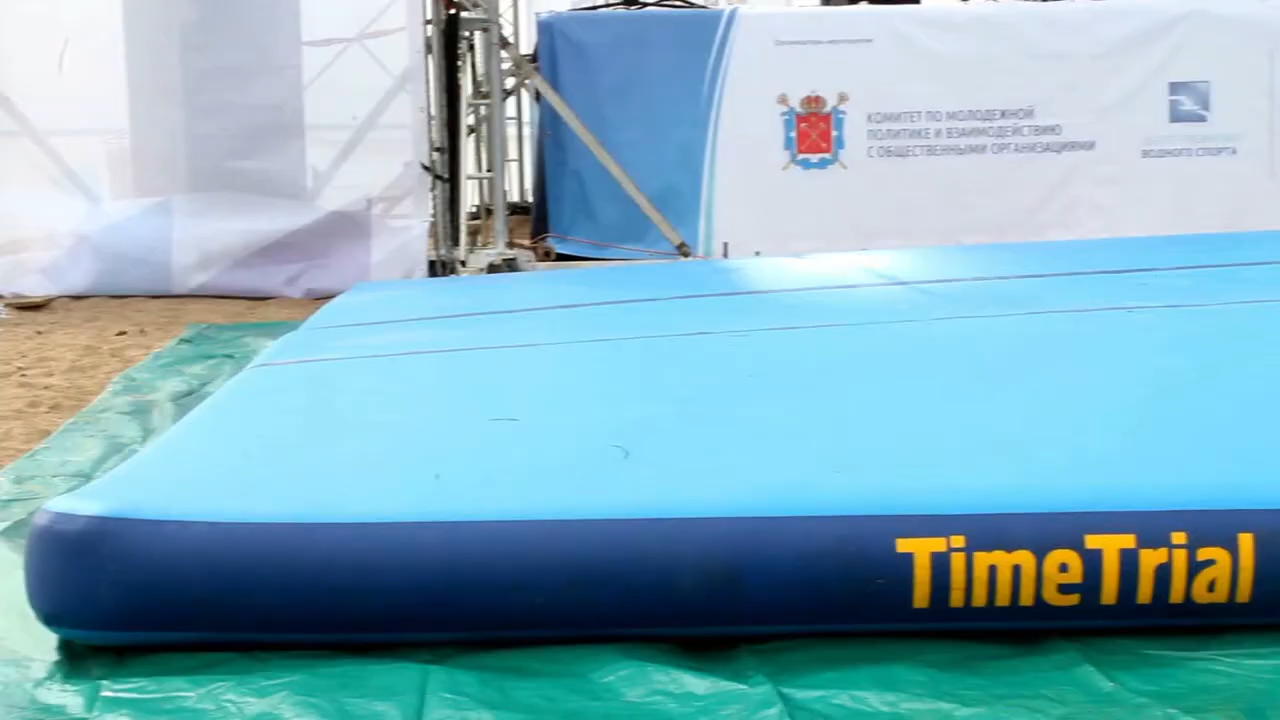 КОМИТЕТ ПО МОЛОДЕЖНОЙ
ПОЛИТИКЕ И ВЗАИМОДЕЙСТВИЮ
С ОБЩЕСТВЕННЫМИ ОРГАНИЗАЦИЯМИ
ВОДНОГО СПОРТА
TimeTrial